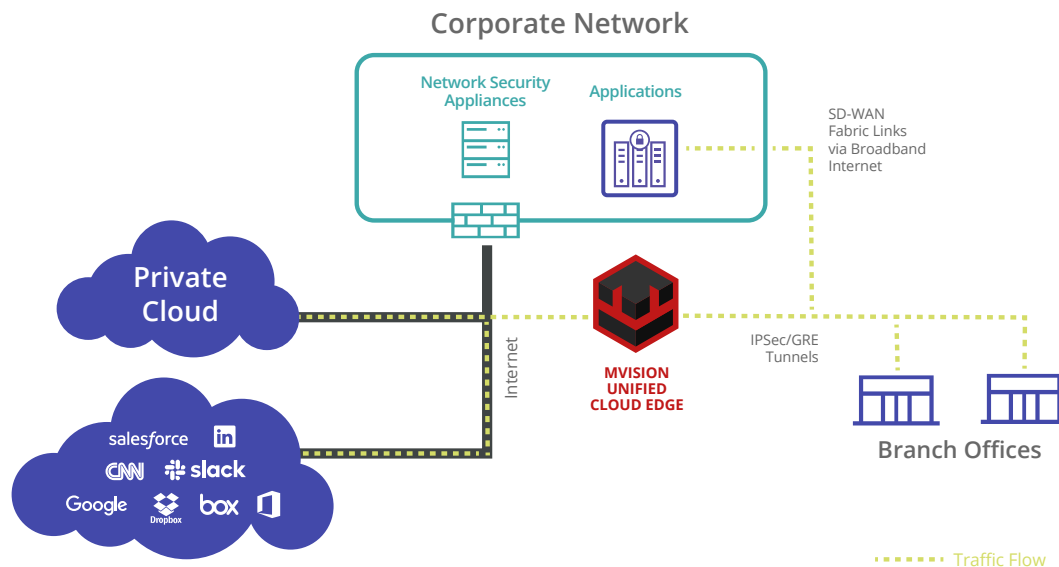 Corporate Network
Network Security
Appliances
Applications
SD-WAN
Fabric Links
via Broadband
Internet
Private
Cloud
Internet
MVISION
UNIFIED
CLOUD EDGE
IPSec/GRE
Tunnels
salesforce
in
CNN
slack
Google
Dropbox
box
Branch Offices
Traffic Flow